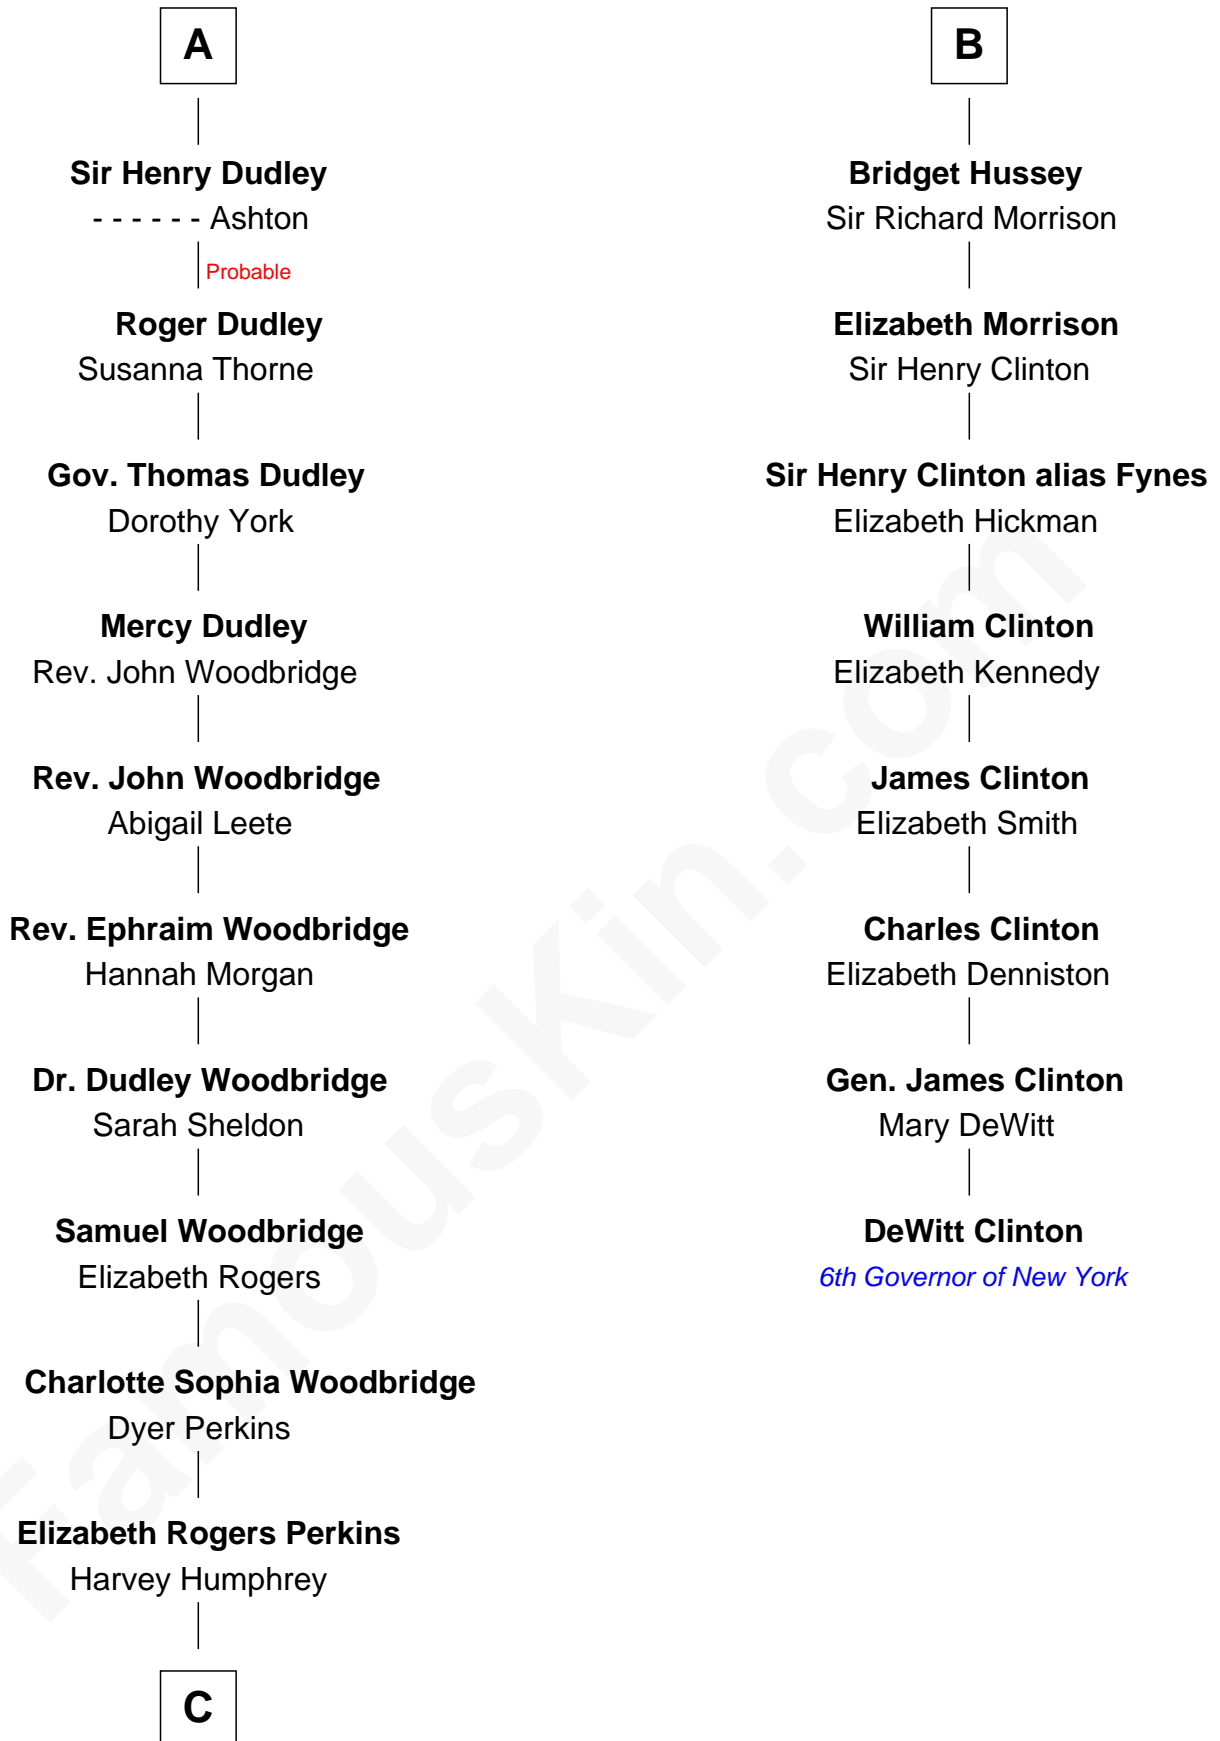 A
Sir Henry Dudley
- - - - - - Ashton
Probable
Roger Dudley
Susanna Thorne
Gov. Thomas Dudley
Dorothy York
Mercy Dudley
Rev. John Woodbridge
Rev. John Woodbridge
Abigail Leete
Rev. Ephraim Woodbridge
Hannah Morgan
Dr. Dudley Woodbridge
Sarah Sheldon
Samuel Woodbridge
Elizabeth Rogers
Charlotte Sophia Woodbridge
Dyer Perkins
Elizabeth Rogers Perkins
Harvey Humphrey
C
B
Bridget Hussey
Sir Richard Morrison
Elizabeth Morrison
Sir Henry Clinton
Sir Henry Clinton alias Fynes
Elizabeth Hickman
William Clinton
Elizabeth Kennedy
James Clinton
Elizabeth Smith
Charles Clinton
Elizabeth Denniston
Gen. James Clinton
Mary DeWitt
DeWitt Clinton
6th Governor of New York
FamousKin.com